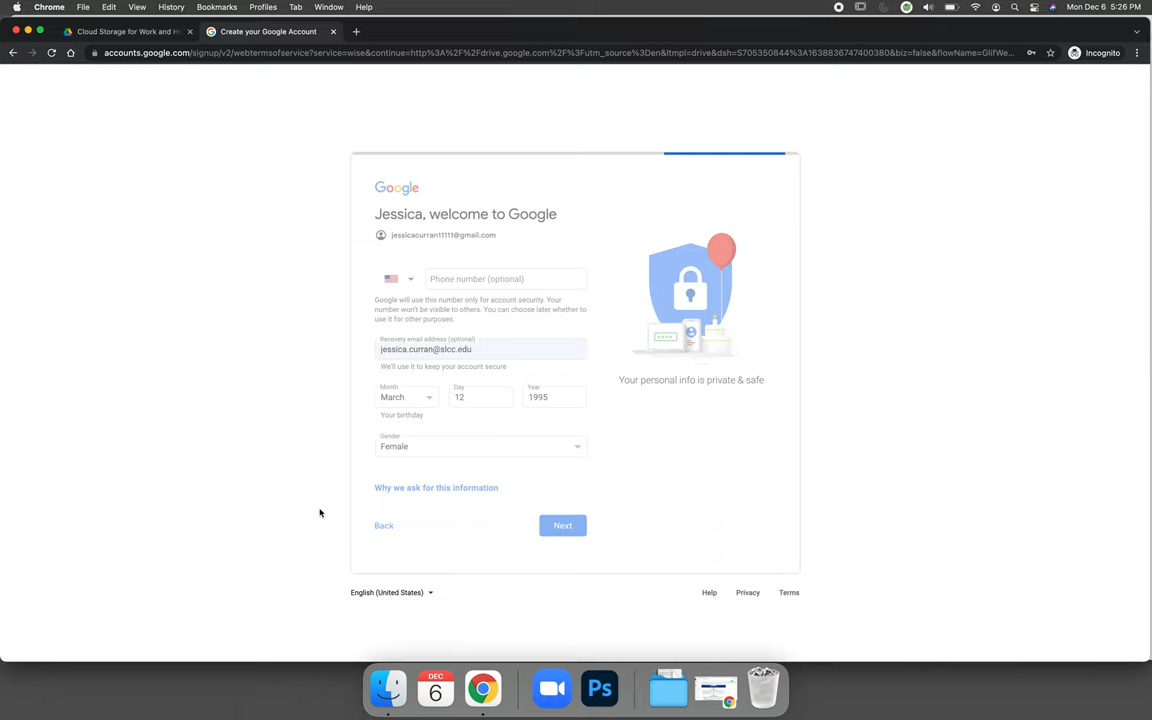 Chrome File Edit View History Bookmarks Profiles Tab Window Help Mon Dec 6 5:26 PM
Cloud Storage for Work and Ho Create your Google Account
accounts.google.com/signup/v2/webtermsofservice?service=wise&continue=http%3A%2F%2Fdrive.google.com%2F%3Futm_source%3Den&ltmpl=drive&dsh=S705350844%3A1638836747400380&biz=false&flowName=GlifWe... Incognito
Google
Jessica, welcome to Google
jessicacurran11111@gmail.com
Phone number (optional)
Google will use this number only for account security. Your
number won't be visible to others. You can choose later whether to
use it for other purposes.
Recovery email address (optional)
jessica.curran@slcc.edu
We'll use it to keep your account secure
Month Day Year
March 12 1995
Your birthday
Gender
Female
Why we ask for this information
Back Next
Your personal info is private & safe
English (United States) Help Privacy Terms
DEC
6
Ps